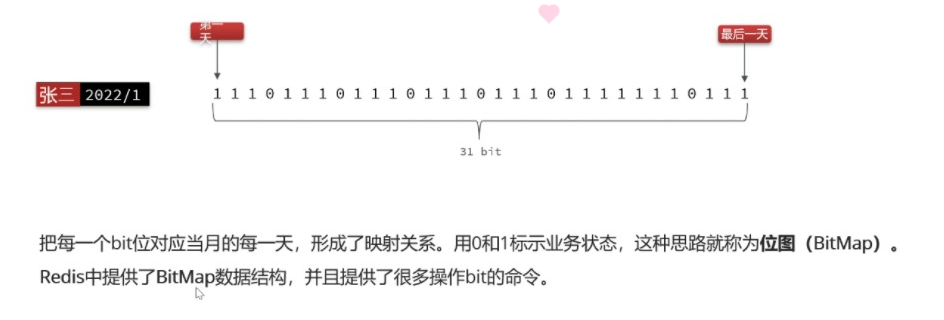 第一天
最后一天
张三 2022/1
1 1 1 0 1 1 1 0 1 1 1 0 1 1 1 0 1 1 1 0 1 1 1 1 1 1 1 0 1 1 1
31 bit
把每一个bit位对应当月的每一天，形成了映射关系。用0和1标示业务状态，这种思路就称为位图（BitMap）。
Redis中提供了BitMap数据结构，并且提供了很多操作bit的命令。